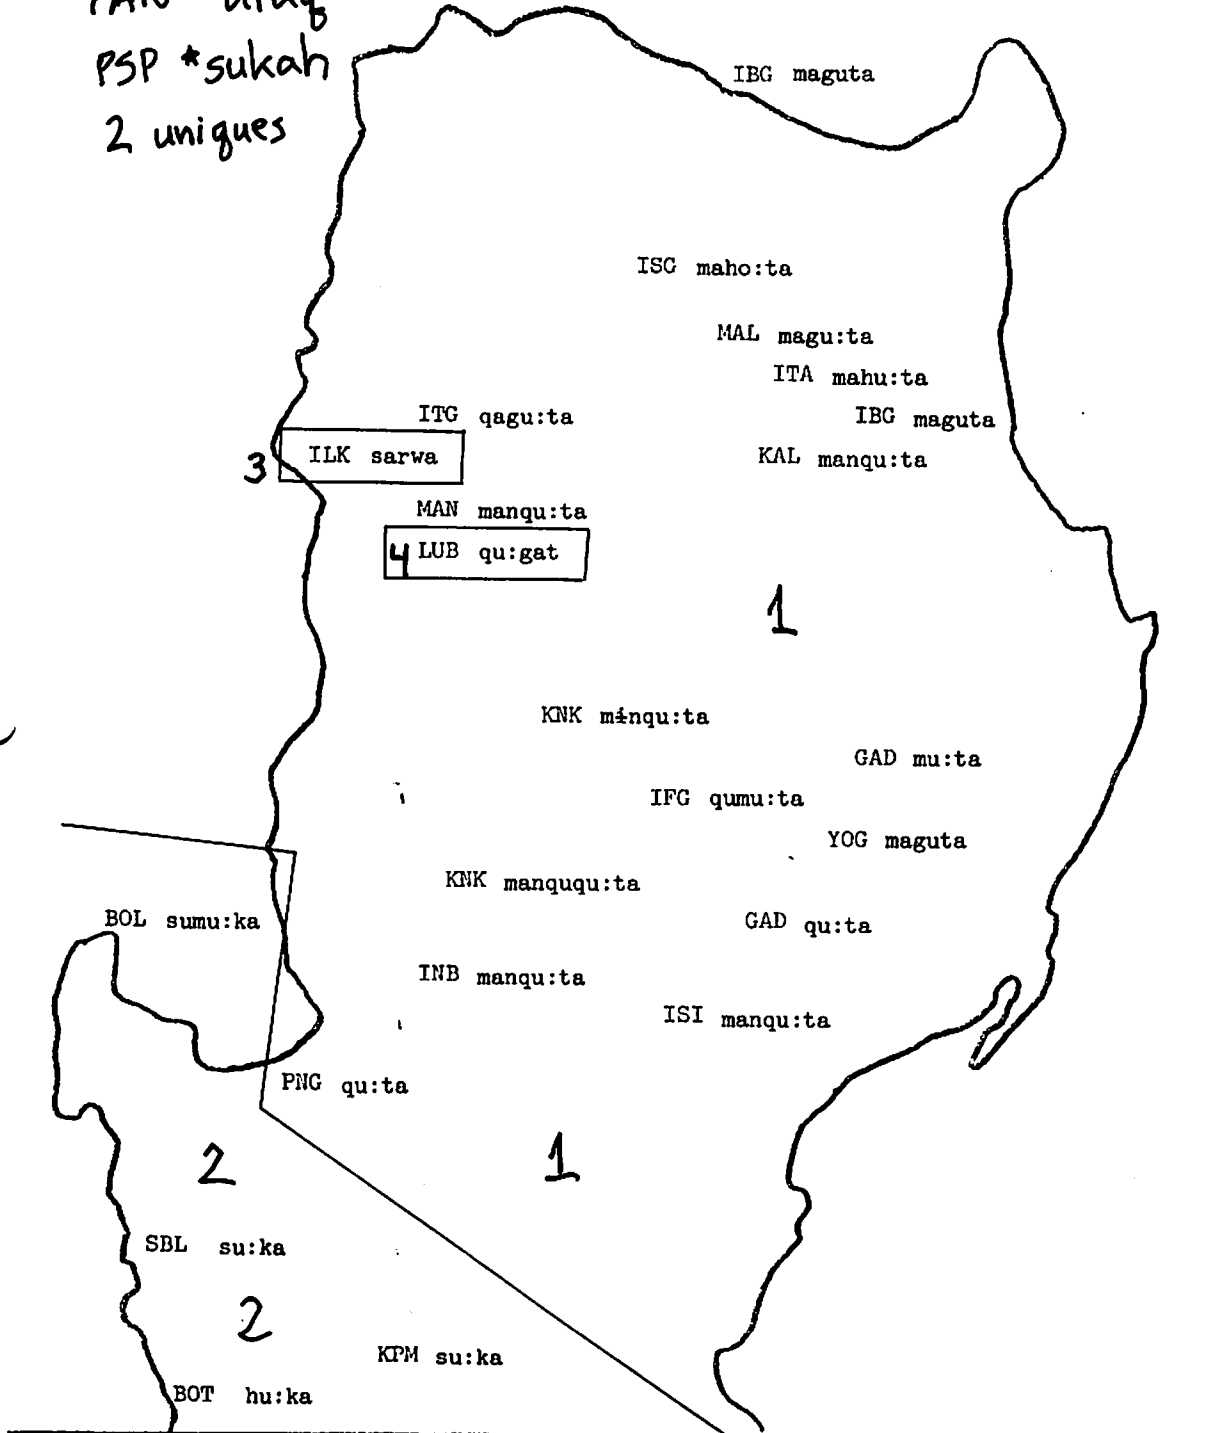 PSP *sukah
2 uniques
IBG maguta
ISG maho:ta
MAL magu:ta
ITA mahu:ta
ITG qagu:ta
IBG maguta
3 ILK sarwa
KAL manqu:ta
MAN manqu:ta
4 LUB qu:gat
1
KNK mɨnqu:ta
GAD mu:ta
IFG qumu:ta
YOG maguta
KNK manququ:ta
BOL sumu:ka
GAD qu:ta
INB manqu:ta
ISI manqu:ta
PNG qu:ta
2
1
SBL su:ka
2
KPM su:ka
BOT hu:ka